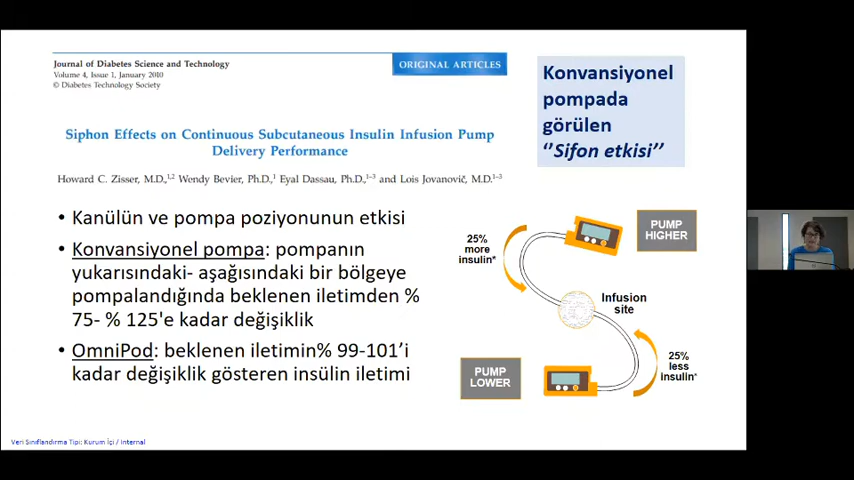 Journal of Diabetes Science and Technology
Volume 4, Issue 1, January 2010
© Diabetes Technology Society
ORIGINAL ARTICLES
Siphon Effects on Continuous Subcutaneous Insulin Infusion Pump
Delivery Performance
Howard C. Zisser, M.D.,1,2 Wendy Bevier, Ph.D.,1 Eyal Dassau, Ph.D.,1–3 and Lois Jovanovič, M.D.1–3
Konvansiyonel
pompada
görülen
‘’Sifon etkisi’’
• Kanülün ve pompa poziyonunun etkisi
• Konvansiyonel pompa: pompanın
yukarısındaki- aşağısındaki bir bölgeye
pompalandığında beklenen iletimden %
75- % 125'e kadar değişiklik
• OmniPod: beklenen iletimin% 99-101’i
kadar değişiklik gösteren insülin iletimi
25%
more
insulin*
PUMP
HIGHER
Infusion
site
PUMP
LOWER
25%
less
insulin*
Veri Sınıflandırma Tipi: Kurum İçi / Internal